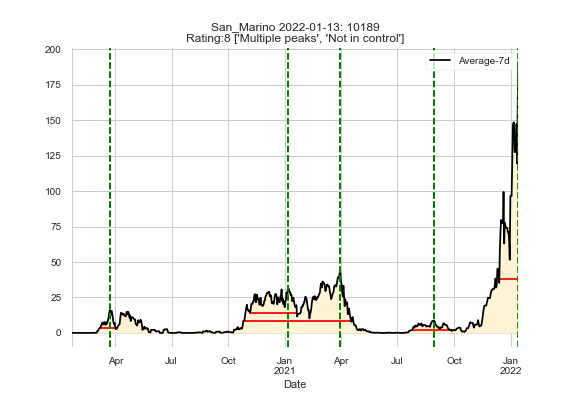 San_Marino 2022-01-13: 10189
Rating:8 ['Multiple peaks', 'Not in control']
Average-7d
200
175
150
125
100
75
50
25
0
Apr
Jul
Oct
Jan
2021
Apr
Jul
Oct
Jan
2022
Date